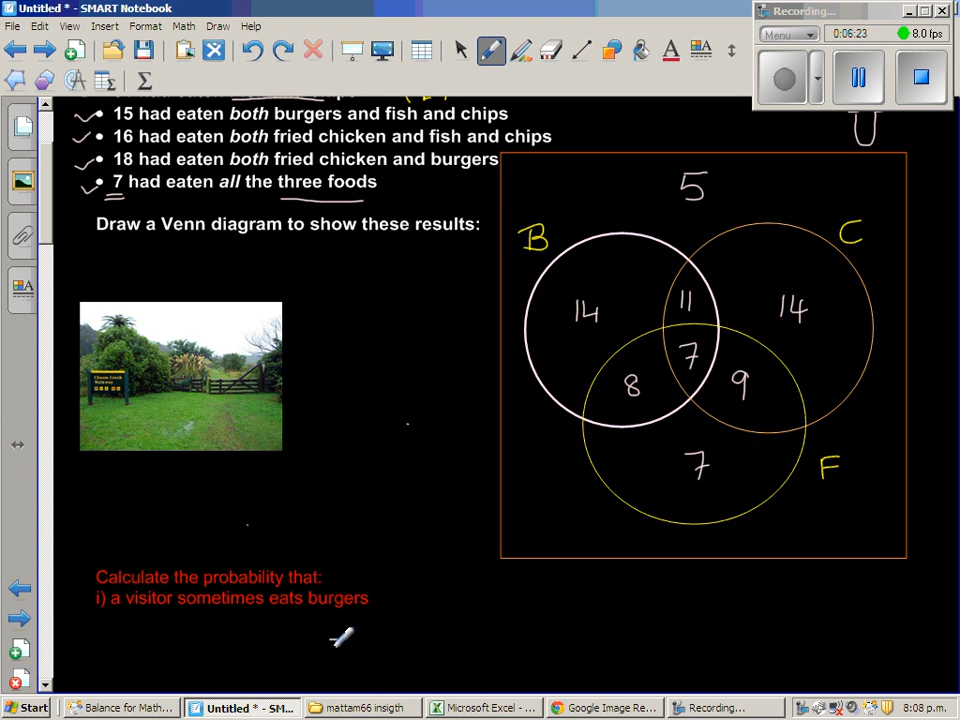 Untitled * - SMART Notebook
Recording...
File Edit View Insert Format Math Draw Help
Menu 0:06:23 8.0 fps
15 had eaten both burgers and fish and chips
16 had eaten both fried chicken and fish and chips
18 had eaten both fried chicken and burgers
7 had eaten all the three foods
Draw a Venn diagram to show these results:
U
5
B
C
14 11 14
7
8 9
7
F
Calculate the probability that:
i) a visitor sometimes eats burgers
Start Balance for Math... Untitled * - SM... mattam66 insigth Microsoft Excel (E... Google Image Re... Recording... 8:08 p.m.